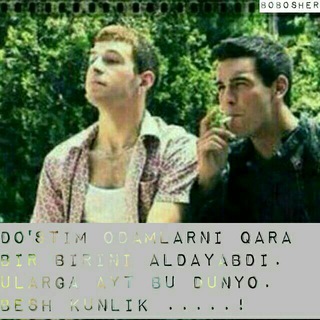 BOBOSHER
DO'STIM ODAMLARNI QARA
BIR BIRINI ALDAYABDI.
ULARGA AYT BU DUNYO.
BESH KUNLIK .....!